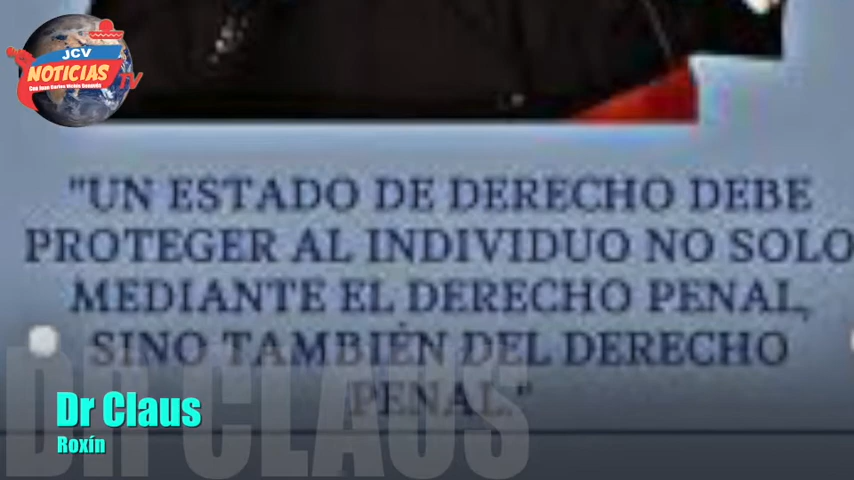 JCV
NOTICIAS
TV
"UN ESTADO DE DERECHO DEBE
PROTEGER AL INDIVIDUO NO SOLO
MEDIANTE EL DERECHO PENAL,
SINO TAMBIÉN DEL DERECHO
PENAL."
DR CLAUS
Dr Claus
Roxín